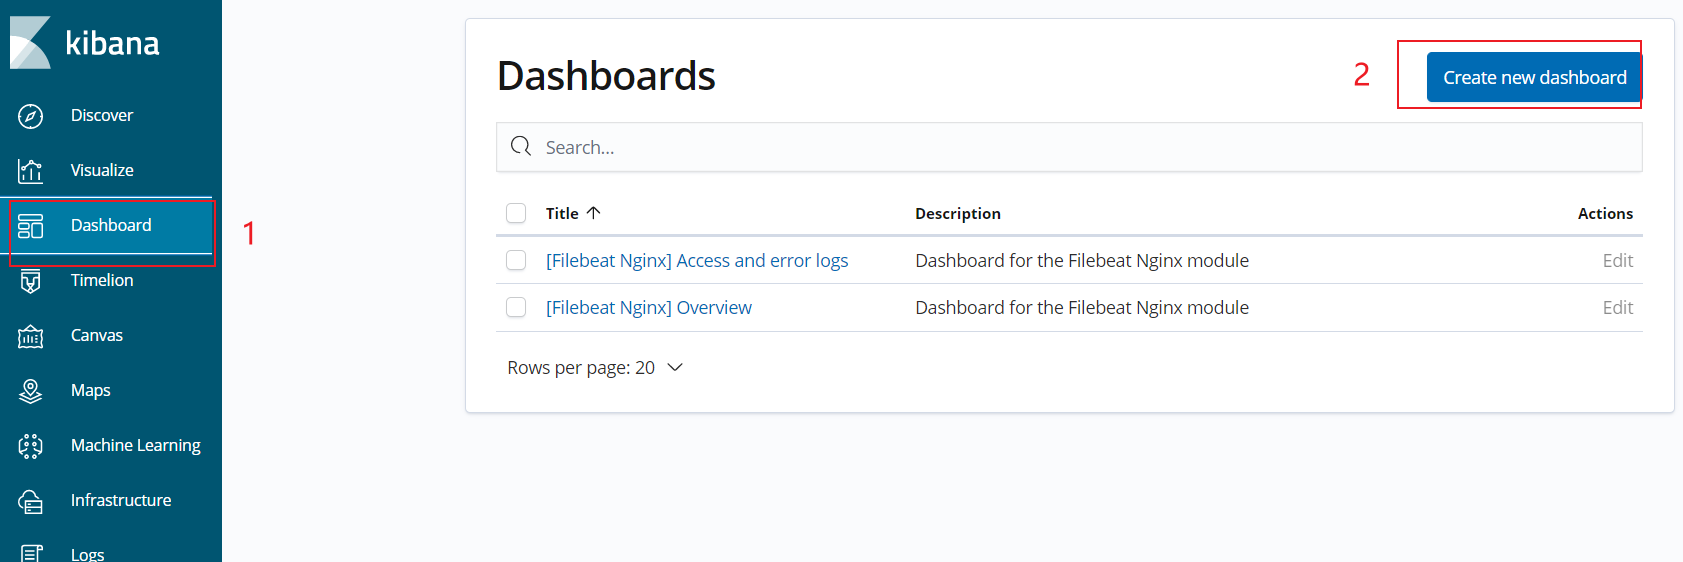 kibana
Discover
Visualize
Dashboard
1
Timelion
Canvas
Maps
Machine Learning
Infrastructure
Logs
Dashboards
2
Create new dashboard
Search...
Title Description Actions
[Filebeat Nginx] Access and error logs Dashboard for the Filebeat Nginx module Edit
[Filebeat Nginx] Overview Dashboard for the Filebeat Nginx module Edit
Rows per page: 20